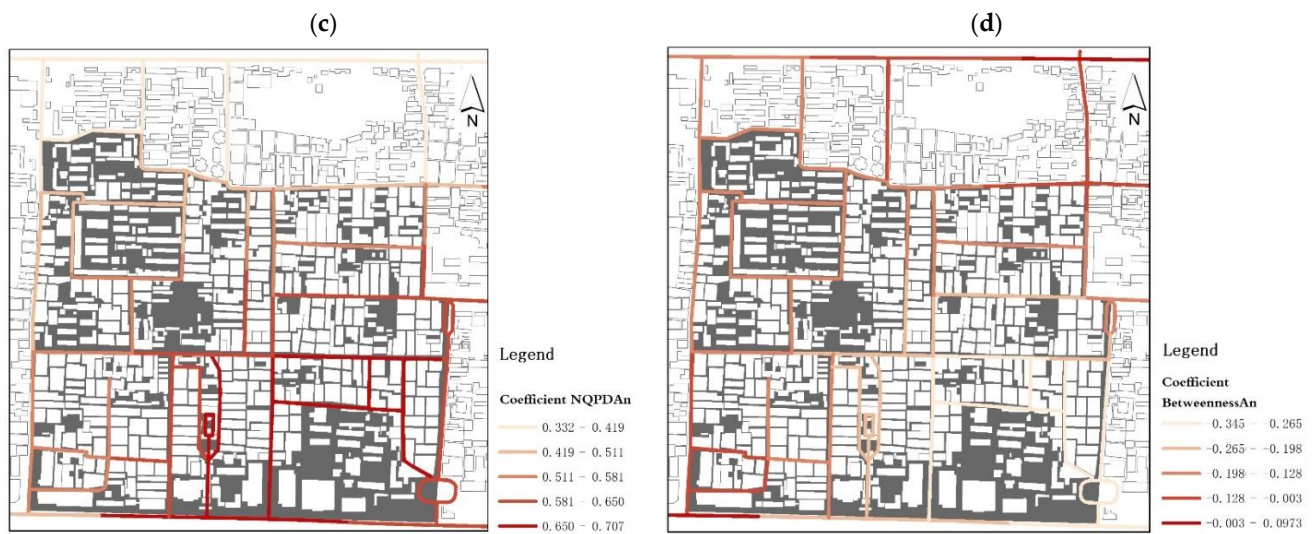 (c)
(d)
N
N
Legend
Coefficient NQPDAn
0.332 - 0.419
0.419 - 0.511
0.511 - 0.581
0.581 - 0.650
0.650 - 0.707
Legend
Coefficient
BetweennessAn
-0.345 - -0.265
-0.265 - -0.198
-0.198 - -0.128
-0.128 - -0.003
-0.003 - 0.0973